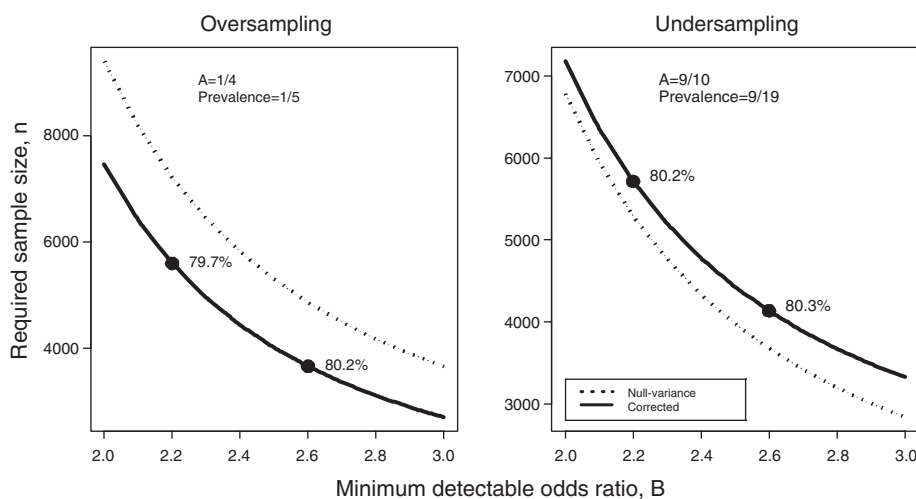 Oversampling
Undersampling
Required sample size, n
8000
6000
4000
A=1/4
Prevalence=1/5
79.7%
80.2%
2.0 2.2 2.4 2.6 2.8 3.0
7000
6000
5000
4000
3000
A=9/10
Prevalence=9/19
80.2%
80.3%
Null-variance
Corrected
2.0 2.2 2.4 2.6 2.8 3.0
Minimum detectable odds ratio, B